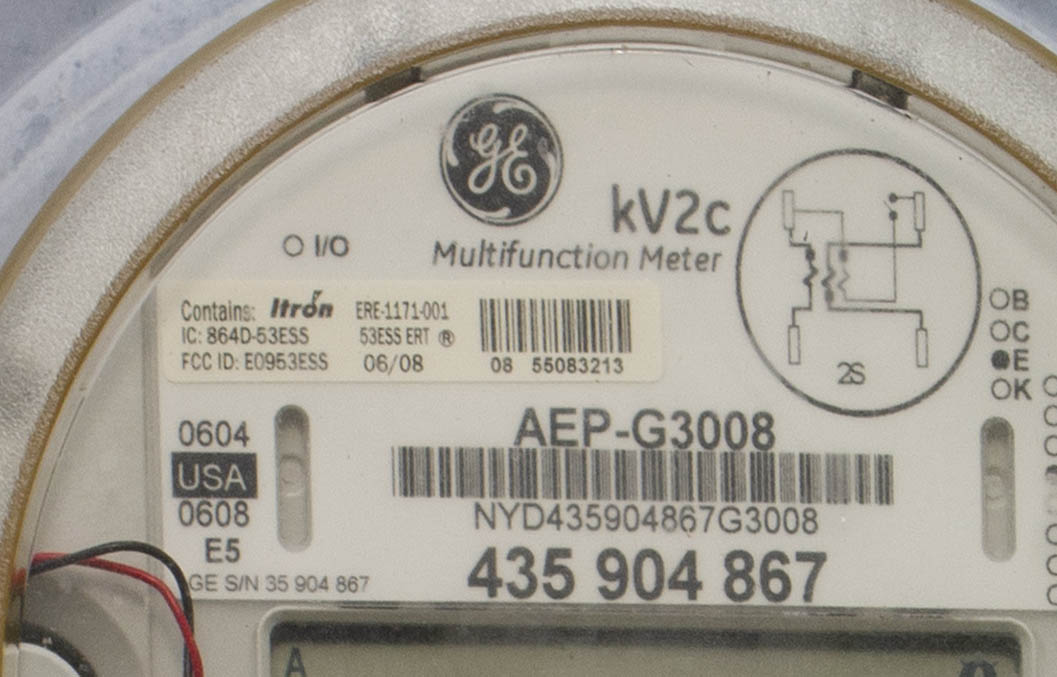 GE
kV2c
Multifunction Meter
I/O
Contains: Itron ERE-1171-001
IC: 864D-53ESS 53ESS ERT ®
FCC ID: E0953ESS 06/08
08 55083213
2S
B
C
E
K
0604
USA
0608
E5
GE S/N 35 904 867
AEP-G3008
NYD435904867G3008
435 904 867
A